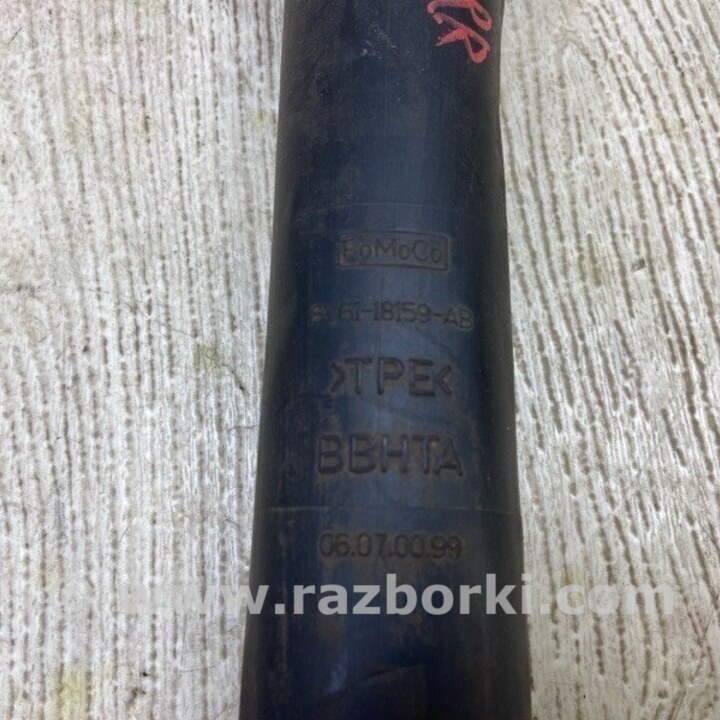 FoMoCo
61-18159-AB
>TPE<
BBHTA
06.07.00.99
www.razborki.com